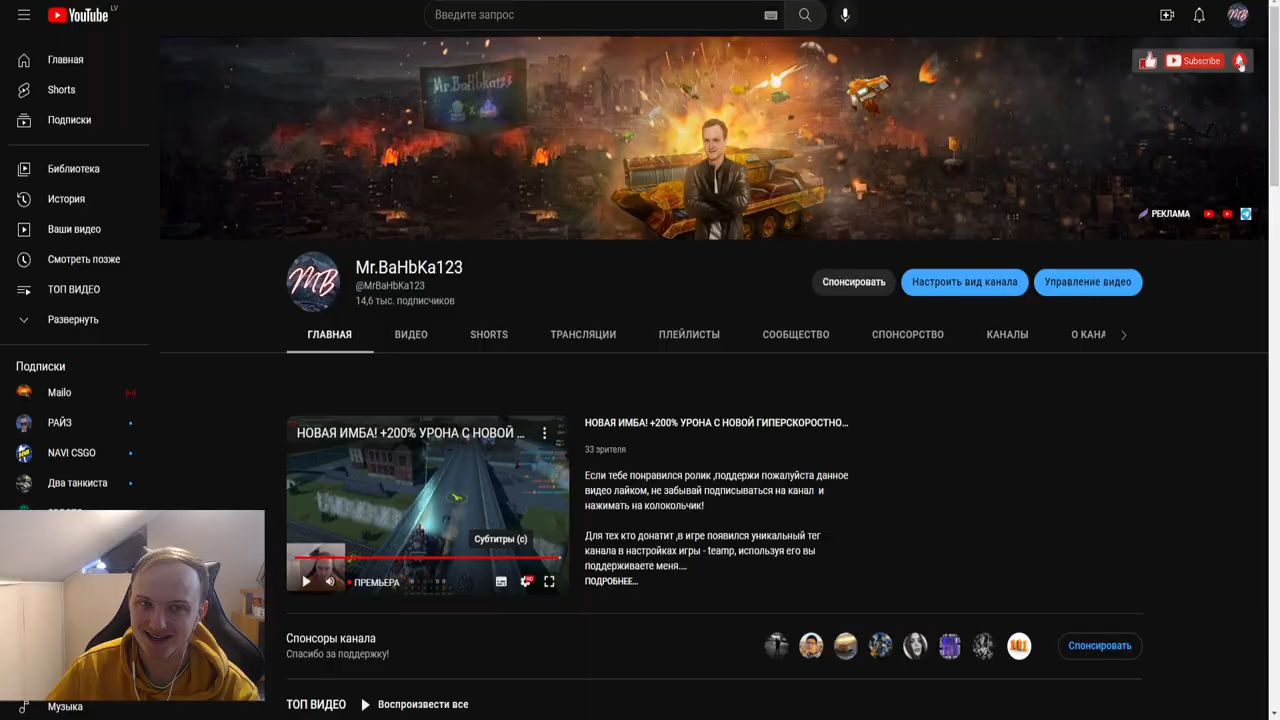 YouTube LV
Введите запрос
Главная
Shorts
Подписки
Библиотека
История
Ваши видео
Смотреть позже
ТОП ВИДЕО
Развернуть
Подписки
Mailo
РАЙЗ
NAVI CSGO
Два танкиста
Музыка
Mr.BaHbKa123
Subscribe
РЕКЛАМА
MB
Mr.BaHbKa123
@MrBaHbKa123
14,6 тыс. подписчиков
Спонсировать
Настроить вид канала
Управление видео
ГЛАВНАЯ ВИДЕО SHORTS ТРАНСЛЯЦИИ ПЛЕЙЛИСТЫ СООБЩЕСТВО СПОНСОРСТВО КАНАЛЫ О КАНА
НОВАЯ ИМБА! +200% УРОНА С НОВОЙ ...
Субтитры (c)
ПРЕМЬЕРА
HD
НОВАЯ ИМБА! +200% УРОНА С НОВОЙ ГИПЕРСКОРОСТНО...
33 зрителя
Если тебе понравился ролик ,поддержи пожалуйста данное
видео лайком, не забывай подписываться на канал и
нажимать на колокольчик!
Для тех кто донатит ,в игре появился уникальный тег
канала в настройках игры - teamp, используя его вы
поддерживаете меня....
ПОДРОБНЕЕ...
Спонсоры канала
Спасибо за поддержку!
Спонсировать
ТОП ВИДЕО Воспроизвести все